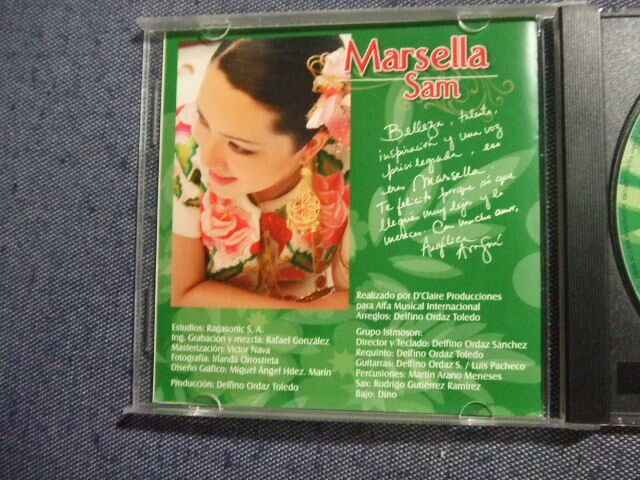 Marsella
Sam
Belleza, talento,
inspiración y una voz
privilegiada, eso
eres Marsella.
Te felicito porque sí que
llegarás muy lejos y lo
mereces. Con mucho amor,
Angélica Aragón
Realizado por D'Claire Producciones
para Alfa Musical Internacional
Arreglos: Delfino Ordaz Toledo
Estudios: Ragasonic S. A.
Ing. Grabación y mezcla: Rafael González
Masterización: Victor Nava
Fotografía: Irlanda Orrostieta
Diseño Gráfico: Miguel Ángel Hdez. Marín
Producción: Delfino Ordaz Toledo
Grupo Istmoson:
Director y Teclado: Delfino Ordaz Sánchez
Requinto: Delfino Ordaz Toledo
Guitarras: Delfino Ordaz S. / Luis Pacheco
Percusiones: Martín Arano Meneses
Sax: Rodrigo Gutiérrez Ramírez
Bajo: Dino